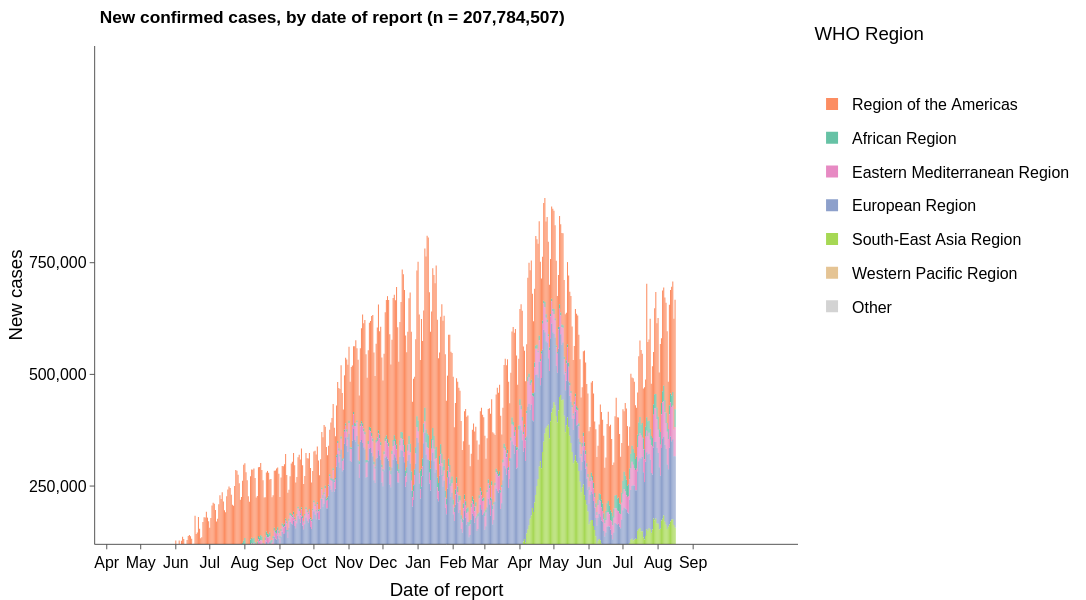 New confirmed cases, by date of report (n = 207,784,507)
WHO Region
Region of the Americas
African Region
Eastern Mediterranean Region
European Region
South-East Asia Region
Western Pacific Region
Other
New cases
750,000
500,000
250,000
Apr May Jun Jul Aug Sep Oct Nov Dec Jan Feb Mar Apr May Jun Jul Aug Sep
Date of report